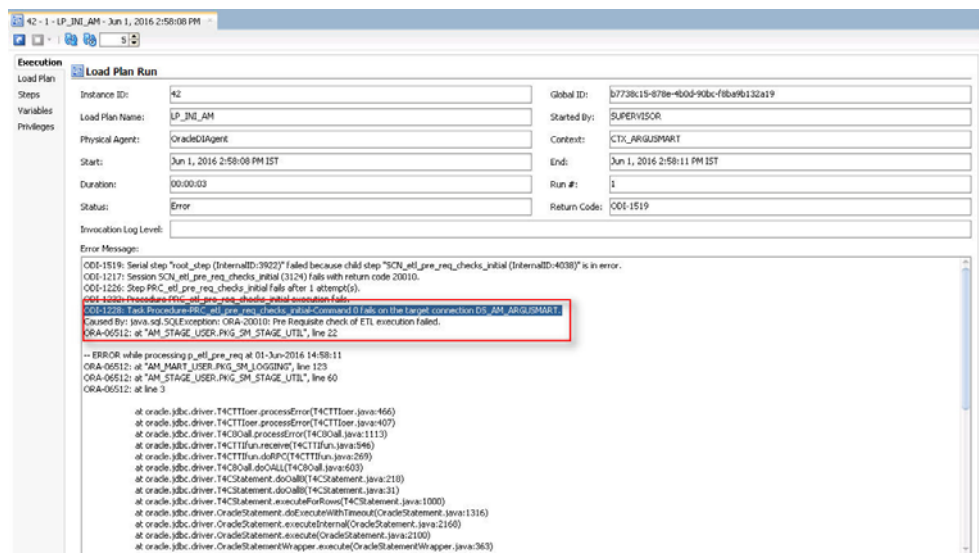 42 - 1 - LP_INI_AM - Jun 1, 2016 2:58:08 PM
5
Execution
Load Plan
Steps
Variables
Privileges
Load Plan Run
Instance ID: 42
Global ID: b7738c15-878e-4b0d-90bc-f8ba9b132a19
Load Plan Name: LP_INI_AM
Started By: SUPERVISOR
Physical Agent: OracleDIAgent
Context: CTX_ARGUSMART
Start: Jun 1, 2016 2:58:08 PM IST
End: Jun 1, 2016 2:58:11 PM IST
Duration: 00:00:03
Run #: 1
Status: Error
Return Code: ODI-1519
Invocation Log Level:
Error Message:
ODI-1519: Serial step "root_step (InternalID:3922)" failed because child step "SCN_etl_pre_req_checks_initial (InternalID:4038)" is in error.
ODI-1217: Session SCN_etl_pre_req_checks_initial (3124) fails with return code 20010.
ODI-1226: Step PRC_etl_pre_req_checks_initial fails after 1 attempt(s).
ODI-1232: Procedure PRC_etl_pre_req_checks_initial execution fails.
ODI-1228: Task Procedure-PRC_etl_pre_req_checks_initial-Command 0 fails on the target connection DS_AM_ARGUSMART.
Caused By: java.sql.SQLException: ORA-20010: Pre Requisite check of ETL execution failed.
ORA-06512: at "AM_STAGE_USER.PKG_SM_STAGE_UTIL", line 22
-- ERROR while processing p_etl_pre_req at 01-Jun-2016 14:58:11
ORA-06512: at "AM_MART_USER.PKG_SM_LOGGING", line 123
ORA-06512: at "AM_STAGE_USER.PKG_SM_STAGE_UTIL", line 60
ORA-06512: at line 3
at oracle.jdbc.driver.T4CTTIoer.processError(T4CTTIoer.java:466)
at oracle.jdbc.driver.T4CTTIoer.processError(T4CTTIoer.java:407)
at oracle.jdbc.driver.T4C8Oall.processError(T4C8Oall.java:1113)
at oracle.jdbc.driver.T4CTTIfun.receive(T4CTTIfun.java:546)
at oracle.jdbc.driver.T4CTTIfun.doRPC(T4CTTIfun.java:269)
at oracle.jdbc.driver.T4C8Oall.doOALL(T4C8Oall.java:603)
at oracle.jdbc.driver.T4CStatement.doOall8(T4CStatement.java:218)
at oracle.jdbc.driver.T4CStatement.doOall8(T4CStatement.java:31)
at oracle.jdbc.driver.T4CStatement.executeForRows(T4CStatement.java:1000)
at oracle.jdbc.driver.OracleStatement.doExecuteWithTimeout(OracleStatement.java:1316)
at oracle.jdbc.driver.OracleStatement.executeInternal(OracleStatement.java:2168)
at oracle.jdbc.driver.OracleStatement.execute(OracleStatement.java:2100)
at oracle.jdbc.driver.OracleStatementWrapper.execute(OracleStatementWrapper.java:363)